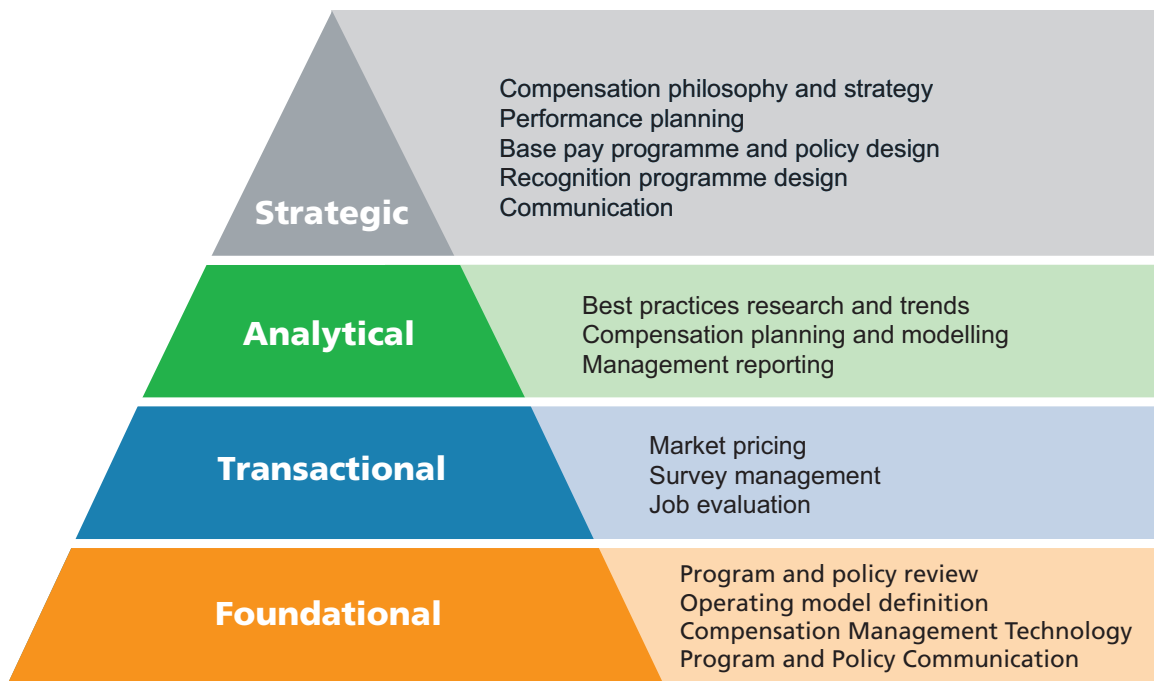 Compensation philosophy and strategy
Performance planning
Base pay programme and policy design
Recognition programme design
Communication
Strategic
Best practices research and trends
Compensation planning and modelling
Management reporting
Analytical
Market pricing
Survey management
Job evaluation
Transactional
Program and policy review
Operating model definition
Compensation Management Technology
Program and Policy Communication
Foundational